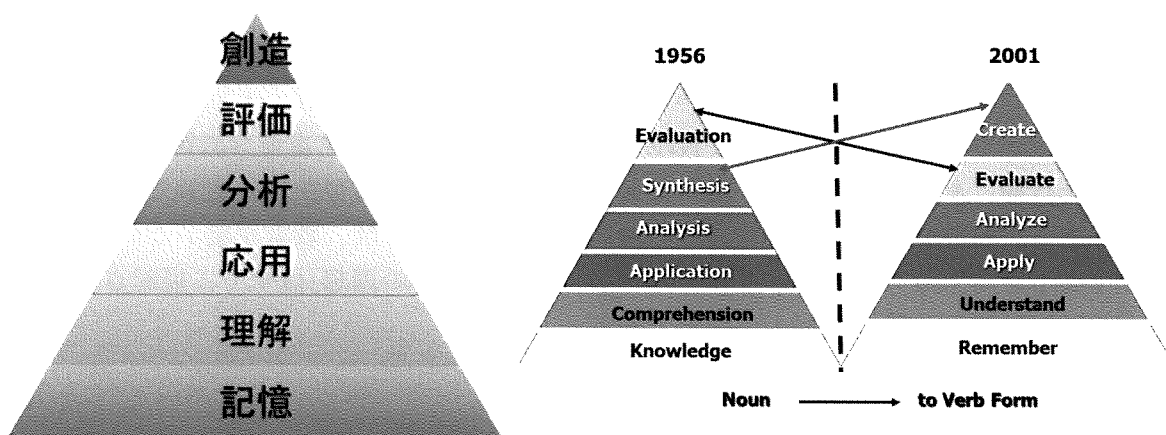 創造
評価
分析
応用
理解
記憶
1956
Evaluation
Synthesis
Analysis
Application
Comprehension
Knowledge
2001
Create
Evaluate
Analyze
Apply
Understand
Remember
Noun to Verb Form